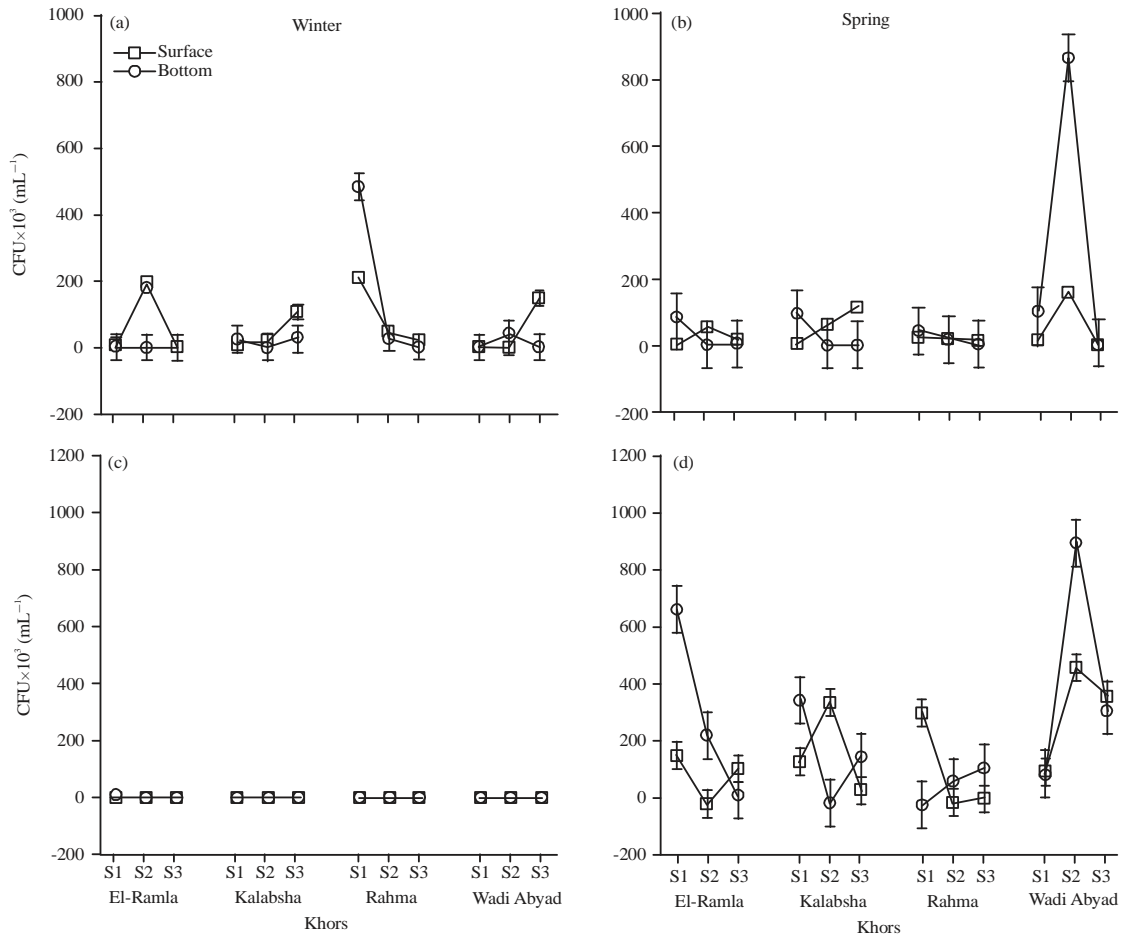 (a)
Winter
Surface
Bottom
1000
800
600
400
200
0
-200
CFU×10³ (mL⁻¹)
(b)
Spring
1000
800
600
400
200
0
-200
(c)
1200
1000
800
600
400
200
0
-200
CFU×10³ (mL⁻¹)
S1 S2 S3 S1 S2 S3 S1 S2 S3 S1 S2 S3
El-Ramla Kalabsha Rahma Wadi Abyad
Khors
(d)
1200
1000
800
600
400
200
0
-200
S1 S2 S3 S1 S2 S3 S1 S2 S3 S1 S2 S3
El-Ramla Kalabsha Rahma Wadi Abyad
Khors